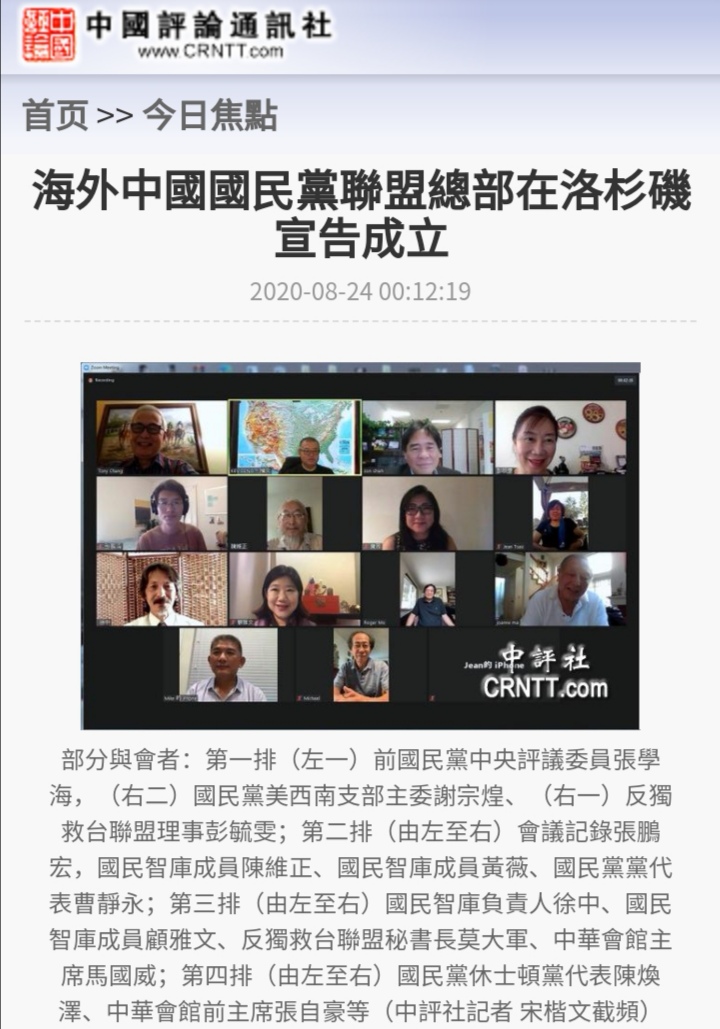 中國評論通訊社
www.CRNTT.com
首页 >> 今日焦點
海外中國國民黨聯盟總部在洛杉磯
宣告成立
2020-08-24 00:12:19
Zoom Meeting
Recording
Tony Chang
陳維正
Jean Tsao
Roger Mo
Michael
Jean的 iPhone
中評社
CRNTT.com
部分與會者：第一排（左一）前國民黨中央評議委員張學
海，（右二）國民黨美西南支部主委謝宗煌、（右一）反獨
救台聯盟理事彭毓雯；第二排（由左至右）會議記錄張鵬
宏，國民智庫成員陳維正、國民智庫成員黃薇、國民黨黨代
表曹靜永；第三排（由左至右）國民智庫負責人徐中、國民
智庫成員顧雅文、反獨救台聯盟秘書長莫大軍、中華會館主
席馬國威；第四排（由左至右）國民黨休士頓黨代表陳煥
澤、中華會館前主席張自豪等（中評社記者 宋楷文截頻）